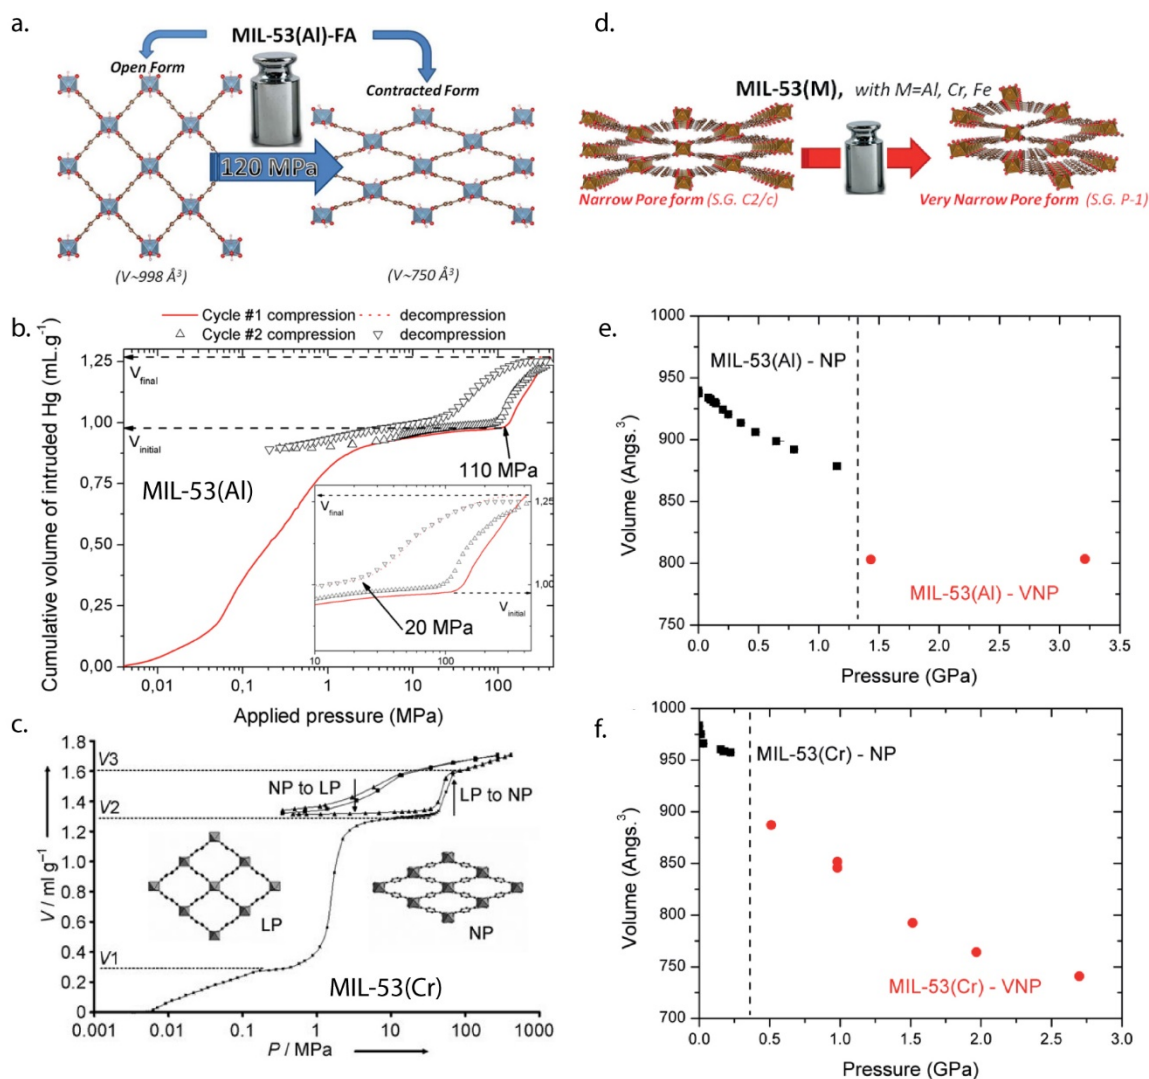 a.
MIL-53(Al)-FA
Open Form
Contracted Form
120 MPa
(V~998 Å³)
(V~750 Å³)
d.
MIL-53(M), with M=Al, Cr, Fe
Narrow Pore form (S.G. C2/c)
Very Narrow Pore form (S.G. P-1)
b.
Cycle #1 compression
decompression
Cycle #2 compression
decompression
Cumulative volume of intruded Hg (mL.g⁻¹)
1,25
1,00
0,75
0,50
0,25
0,00
V final
V initial
110 MPa
MIL-53(Al)
V final
1,25
1,00
V initial
20 MPa
10
100
0,01
0,1
1
10
100
Applied pressure (MPa)
c.
V / ml g⁻¹
1.8
1.6
1.4
1.2
1.0
0.8
0.6
0.4
0.2
0
V3
V2
V1
NP to LP
LP to NP
LP
NP
MIL-53(Cr)
0.001
0.01
0.1
1
10
100
1000
P / MPa
e.
Volume (Angs.³)
1000
950
900
850
800
750
MIL-53(Al) - NP
MIL-53(Al) - VNP
0.0
0.5
1.0
1.5
2.0
2.5
3.0
3.5
Pressure (GPa)
f.
Volume (Angs.³)
1000
950
900
850
800
750
700
MIL-53(Cr) - NP
MIL-53(Cr) - VNP
0.0
0.5
1.0
1.5
2.0
2.5
3.0
Pressure (GPa)